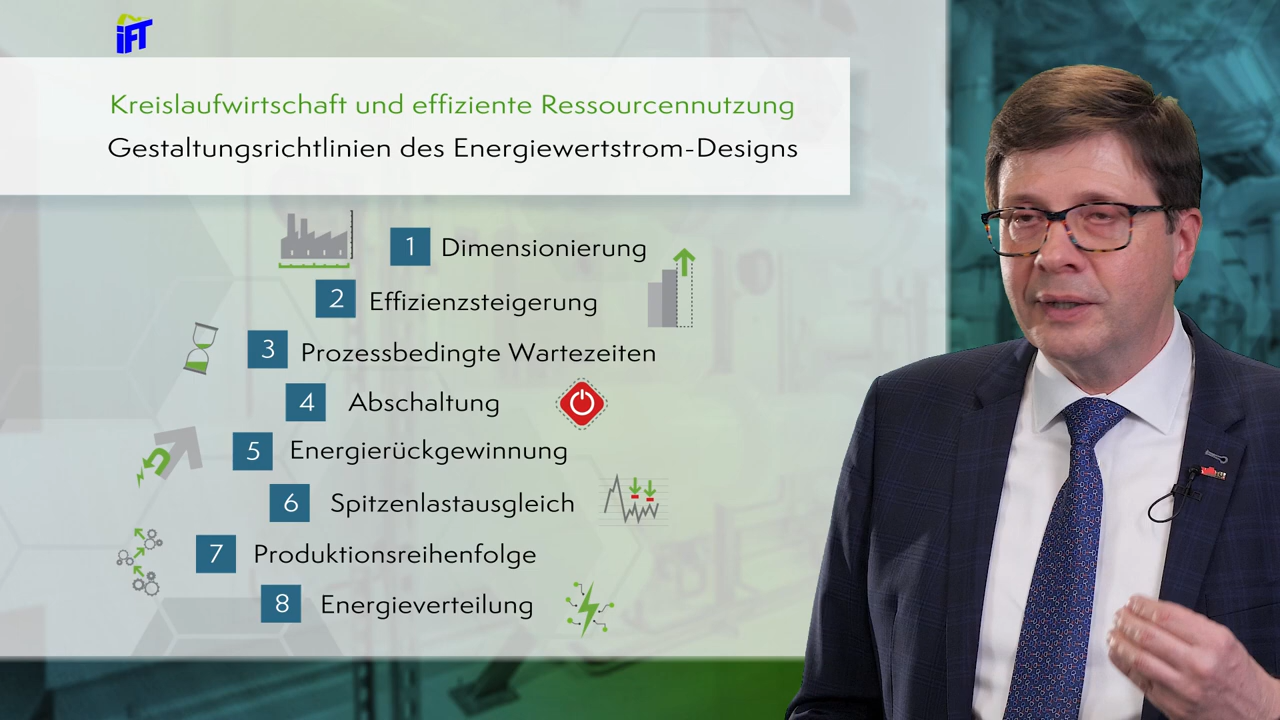 iFT
Kreislaufwirtschaft und effiziente Ressourcennutzung
Gestaltungsrichtlinien des Energiewertstrom-Designs
1 Dimensionierung
2 Effizienzsteigerung
3 Prozessbedingte Wartezeiten
4 Abschaltung
5 Energierückgewinnung
6 Spitzenlastausgleich
7 Produktionsreihenfolge
8 Energieverteilung